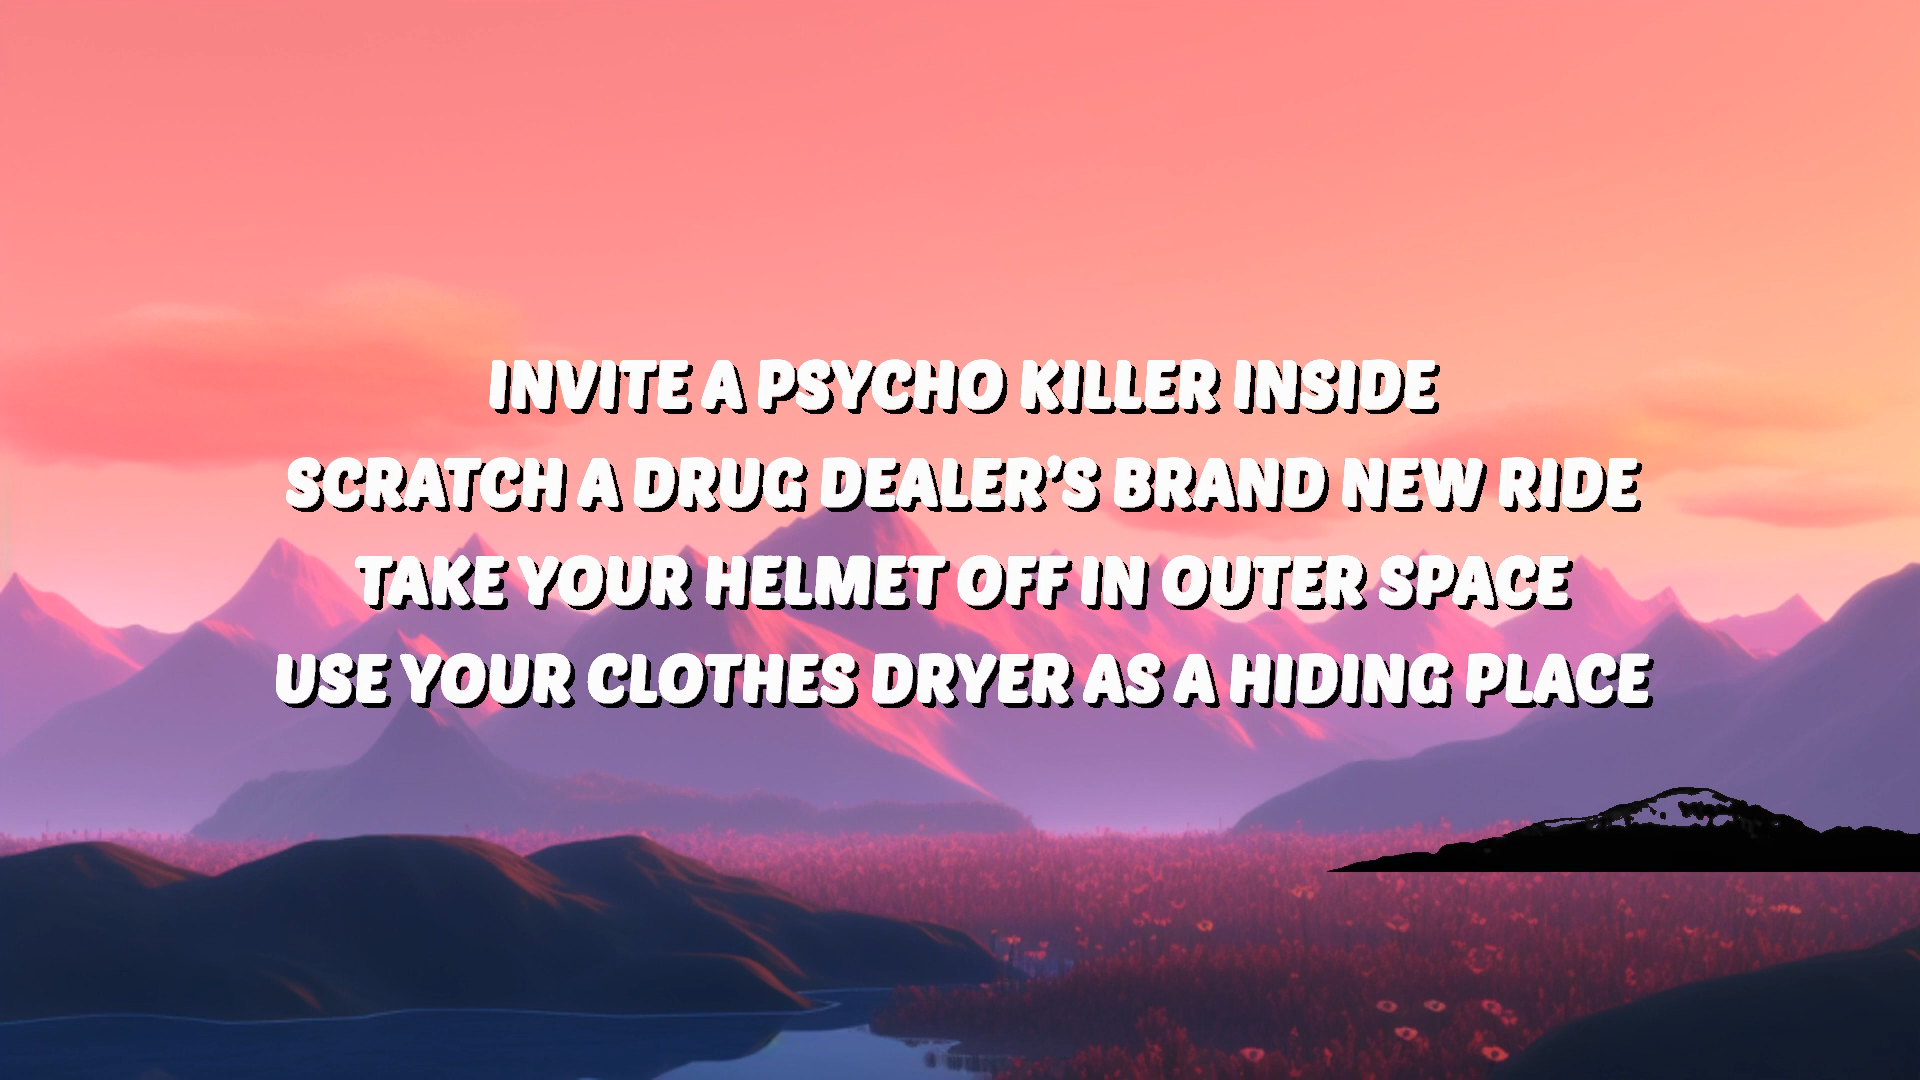 INVITE A PSYCHO KILLER INSIDE
SCRATCH A DRUG DEALER’S BRAND NEW RIDE
TAKE YOUR HELMET OFF IN OUTER SPACE
USE YOUR CLOTHES DRYER AS A HIDING PLACE